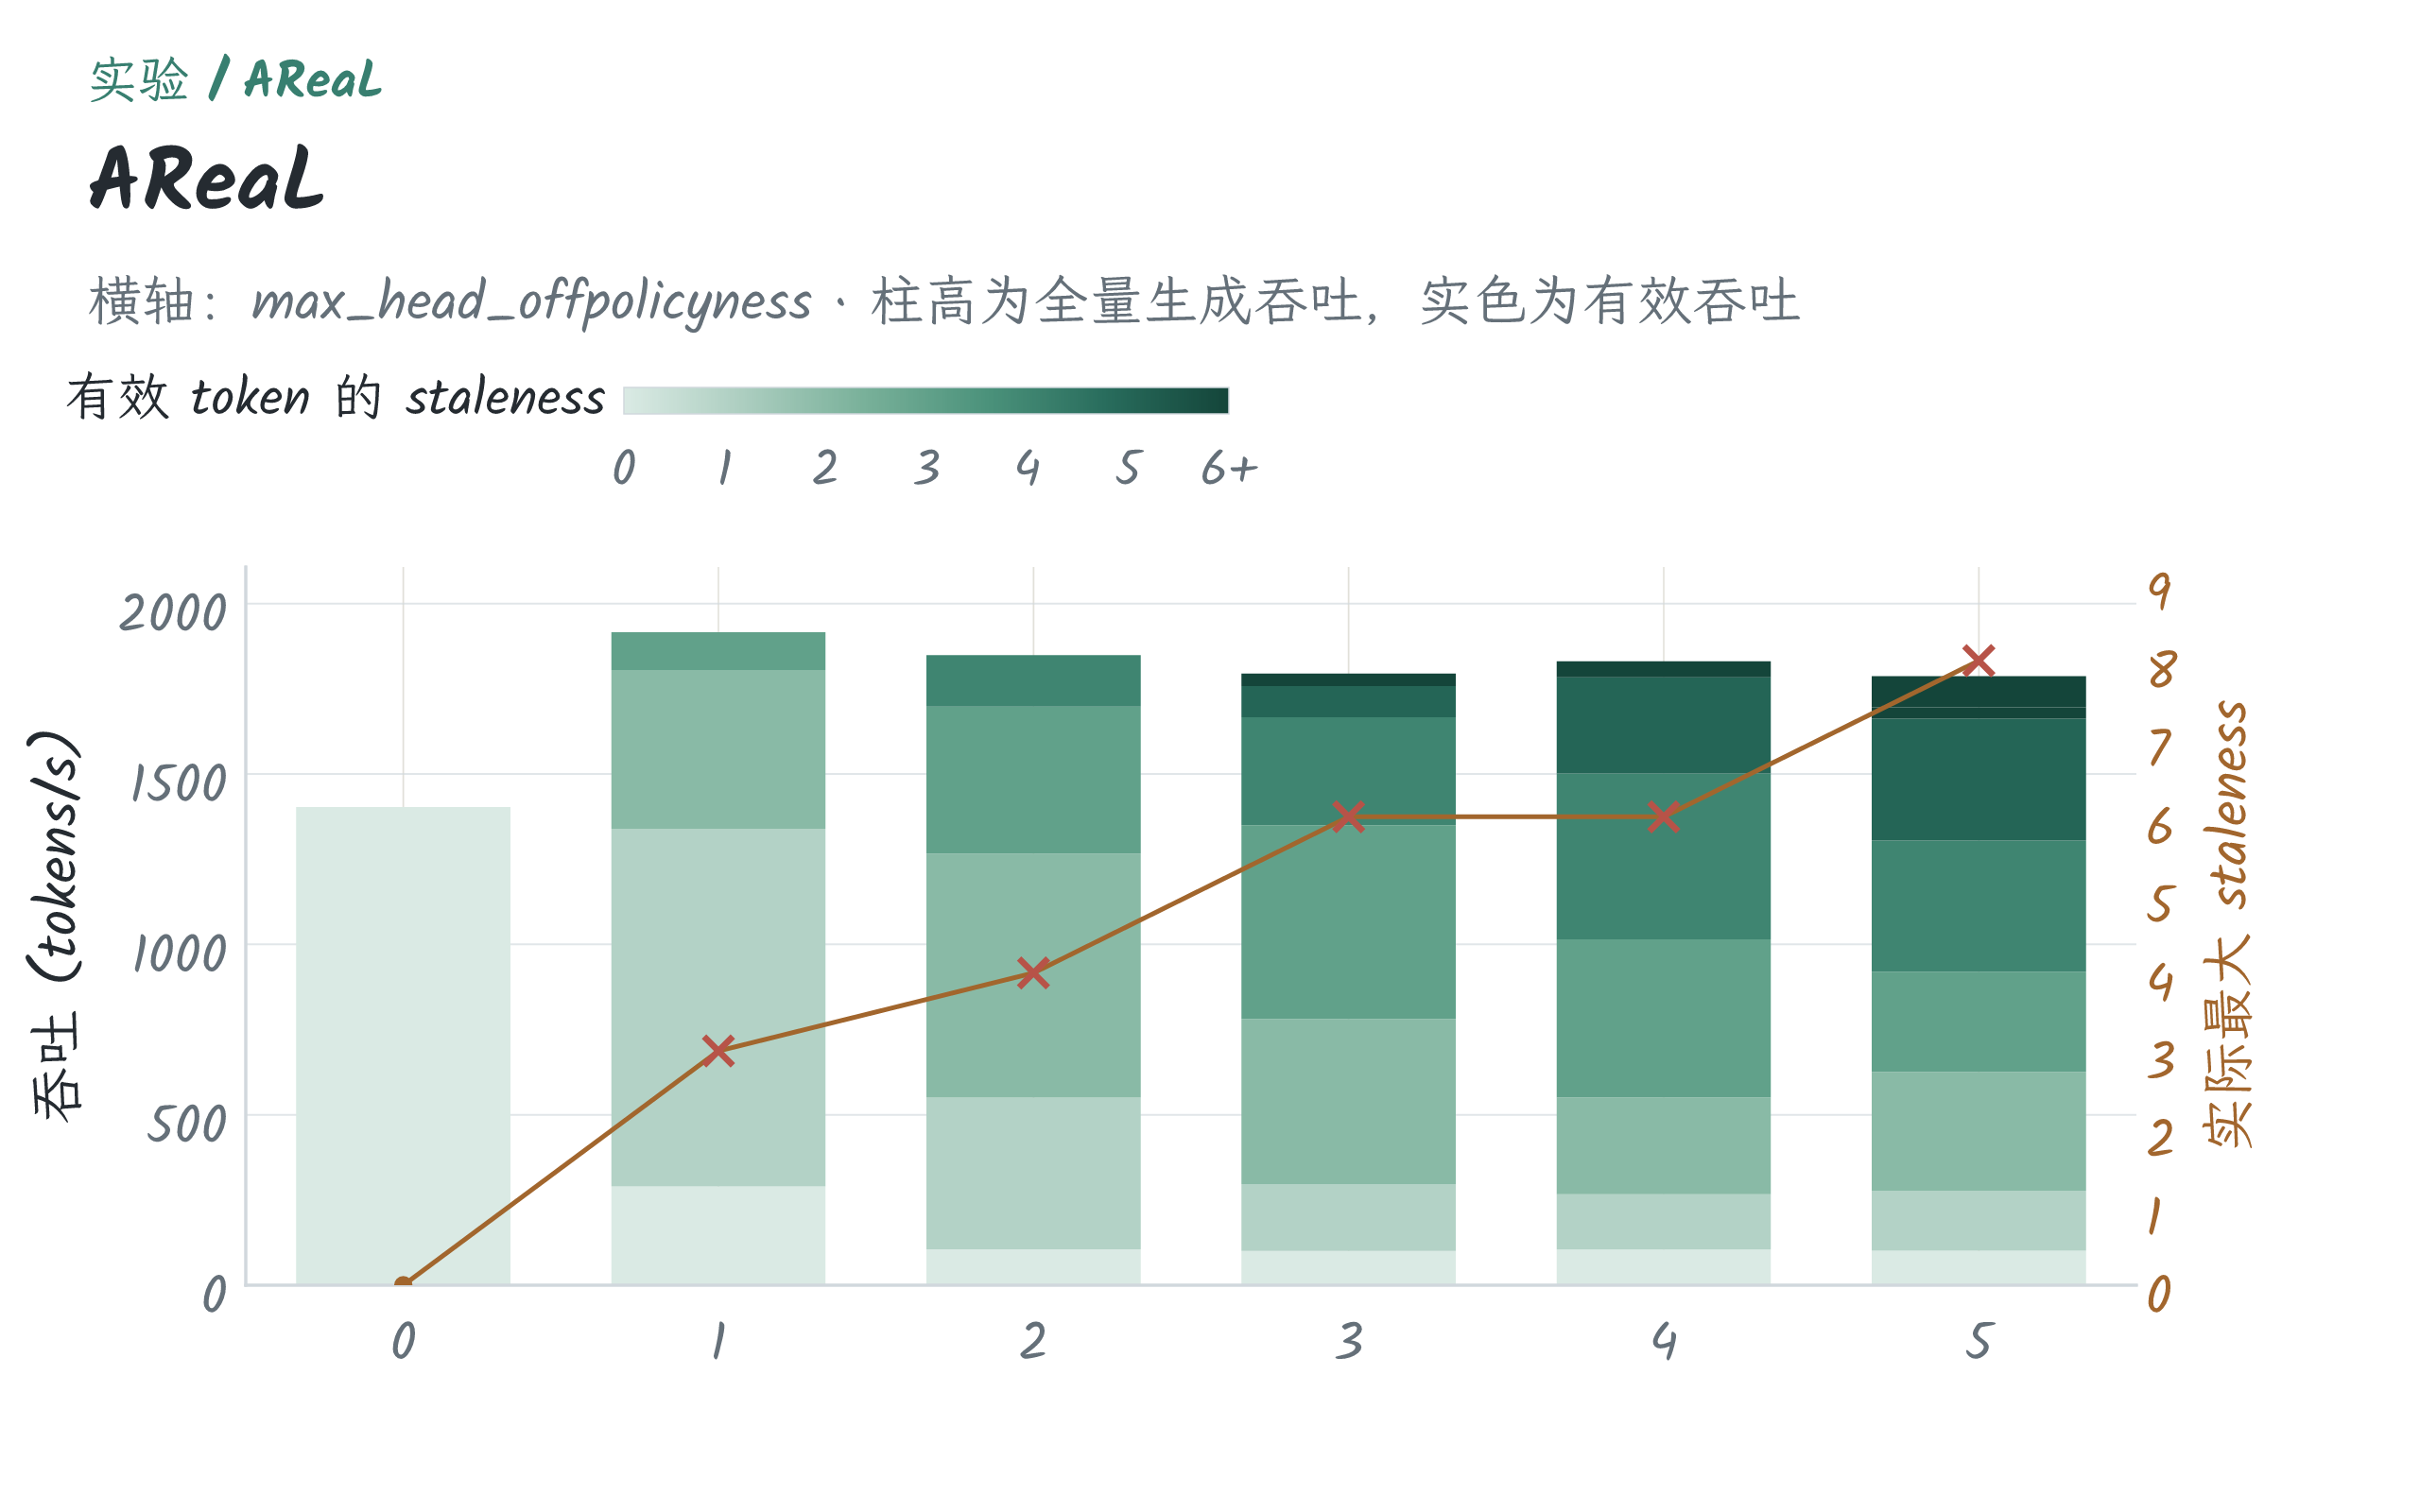 实验 / AReaL
AReaL
横轴：max_head_offpolicyness · 柱高为全量生成吞吐，实色为有效吞吐
有效 token 的 staleness
0 1 2 3 4 5 6+
吞吐 (tokens/s)
2000
1500
1000
500
0
9
8
7
6
5
4
3
2
1
0
实际最大 staleness
0 1 2 3 4 5